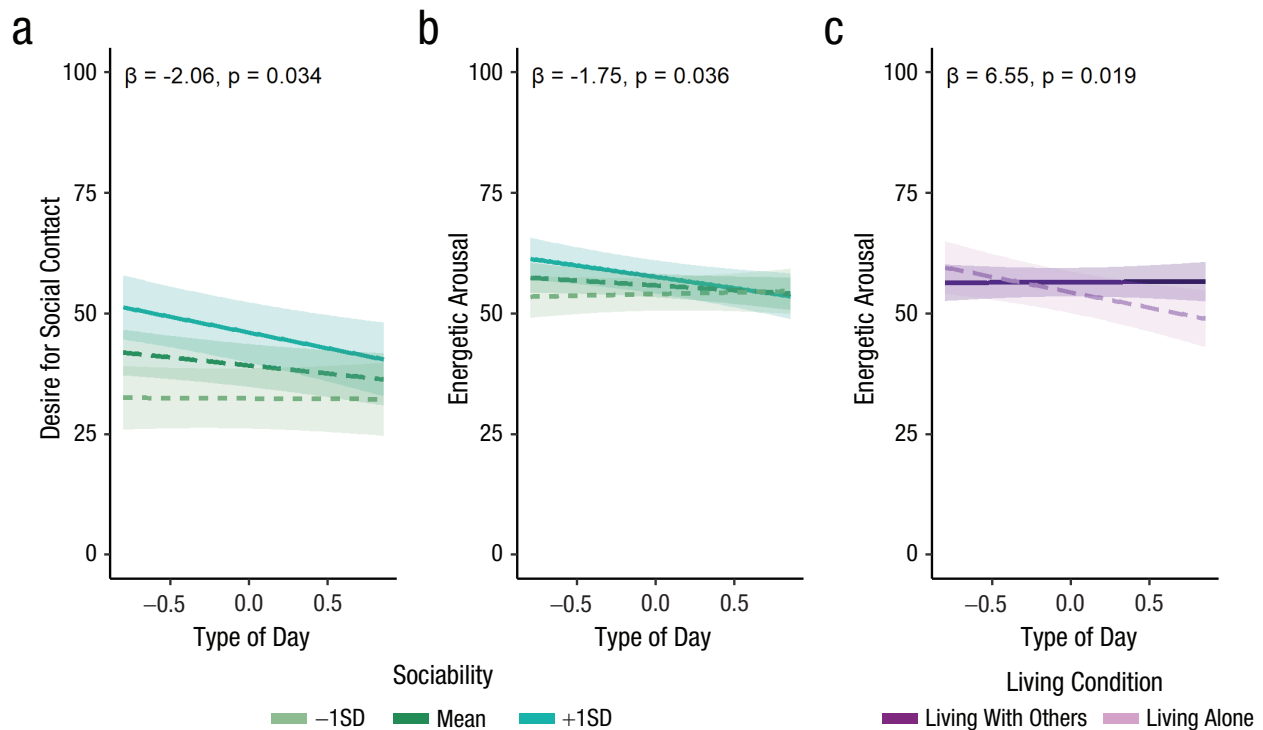 a
β = -2.06, p = 0.034
Desire for Social Contact
100
75
50
25
0
−0.5 0.0 0.5
Type of Day
b
β = -1.75, p = 0.036
Energetic Arousal
100
75
50
25
0
−0.5 0.0 0.5
Type of Day
c
β = 6.55, p = 0.019
Energetic Arousal
100
75
50
25
0
−0.5 0.0 0.5
Type of Day
Sociability
−1SD Mean +1SD
Living Condition
Living With Others Living Alone